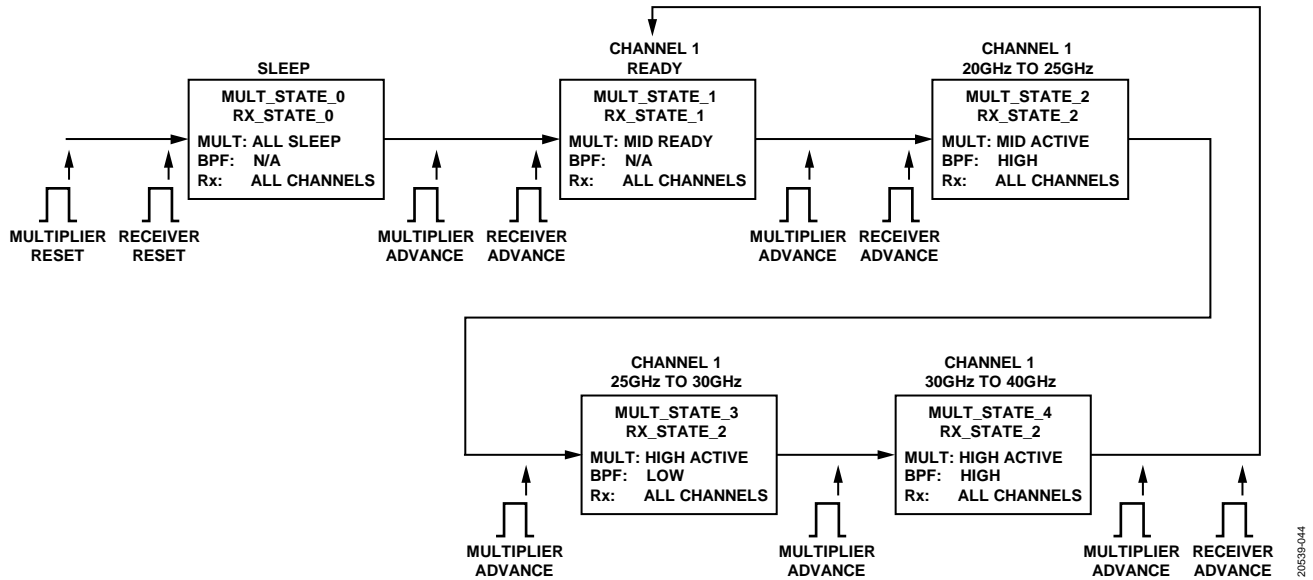 SLEEP
MULT_STATE_0
RX_STATE_0
MULT: ALL SLEEP
BPF: N/A
Rx: ALL CHANNELS
MULTIPLIER
RESET
RECEIVER
RESET
MULTIPLIER
ADVANCE
RECEIVER
ADVANCE
CHANNEL 1
READY
MULT_STATE_1
RX_STATE_1
MULT: MID READY
BPF: N/A
Rx: ALL CHANNELS
MULTIPLIER
ADVANCE
RECEIVER
ADVANCE
CHANNEL 1
20GHz TO 25GHz
MULT_STATE_2
RX_STATE_2
MULT: MID ACTIVE
BPF: HIGH
Rx: ALL CHANNELS
MULTIPLIER
ADVANCE
CHANNEL 1
25GHz TO 30GHz
MULT_STATE_3
RX_STATE_2
MULT: HIGH ACTIVE
BPF: LOW
Rx: ALL CHANNELS
MULTIPLIER
ADVANCE
CHANNEL 1
30GHz TO 40GHz
MULT_STATE_4
RX_STATE_2
MULT: HIGH ACTIVE
BPF: HIGH
Rx: ALL CHANNELS
MULTIPLIER
ADVANCE
RECEIVER
ADVANCE
20539-044